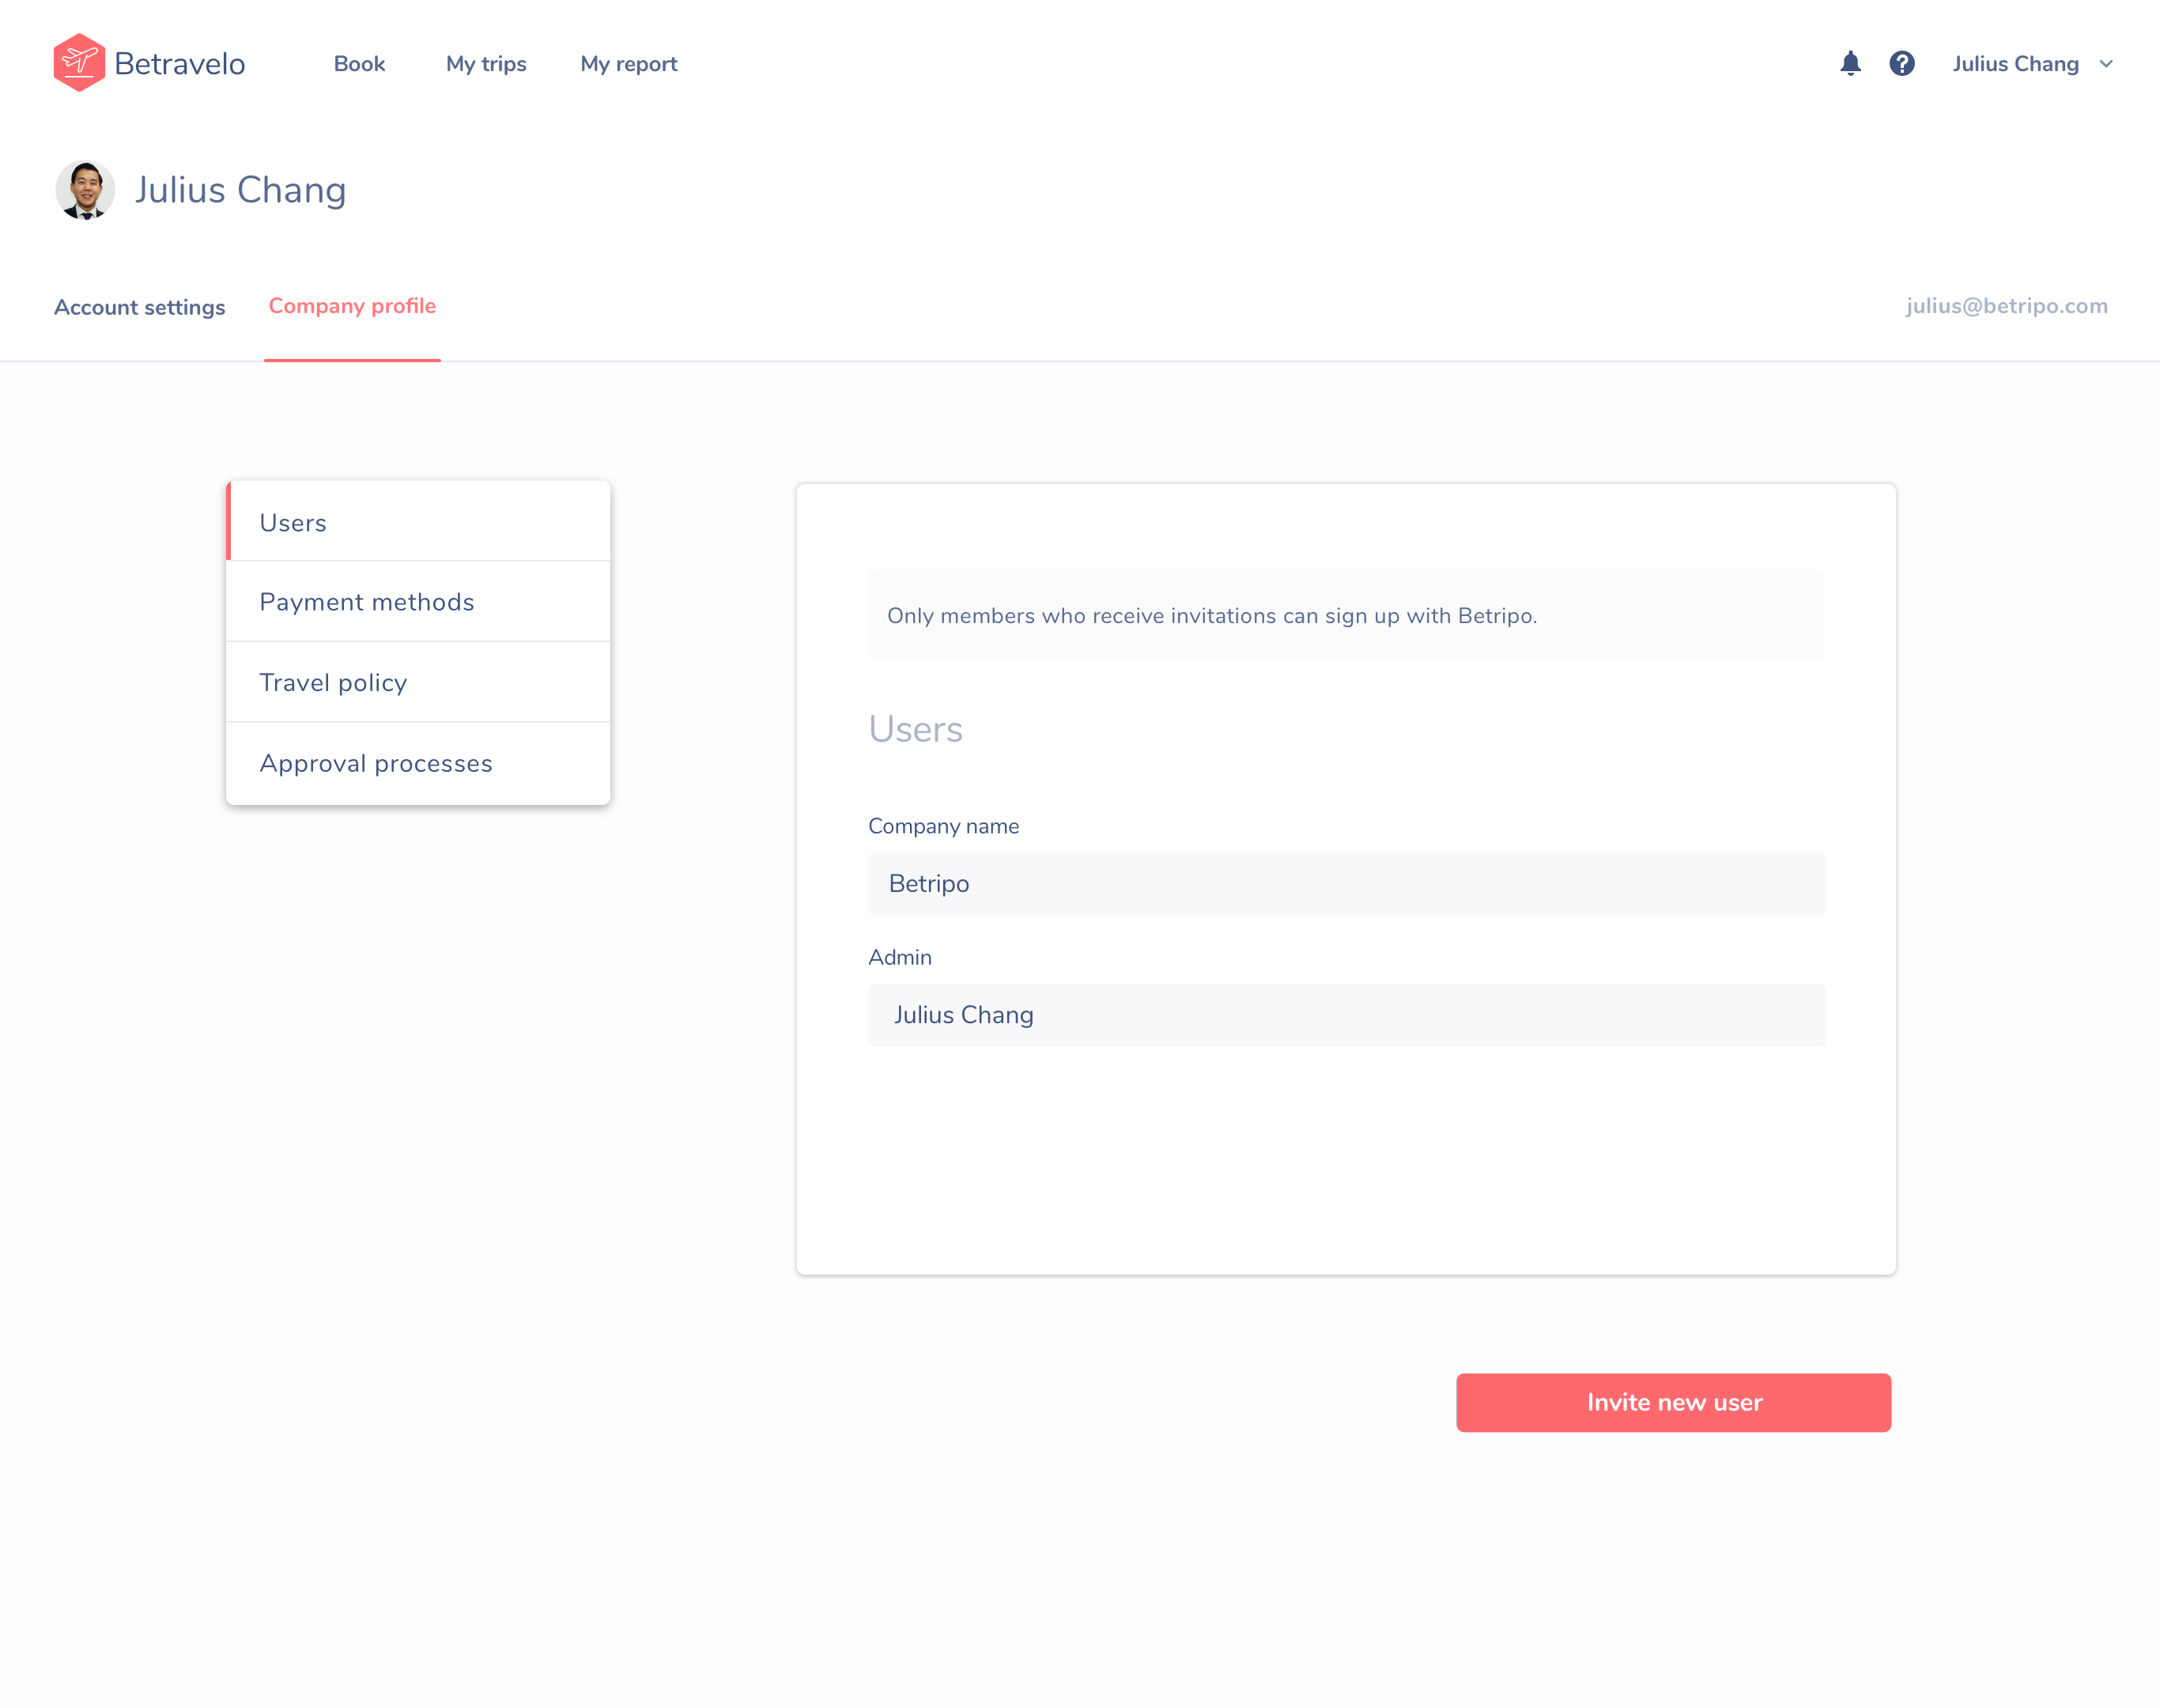 Betravelo
Book
My trips
My report
?
Julius Chang
Julius Chang
Account settings
Company profile
julius@betripo.com
Users
Payment methods
Travel policy
Approval processes
Only members who receive invitations can sign up with Betripo.
Users
Company name
Betripo
Admin
Julius Chang
Invite new user